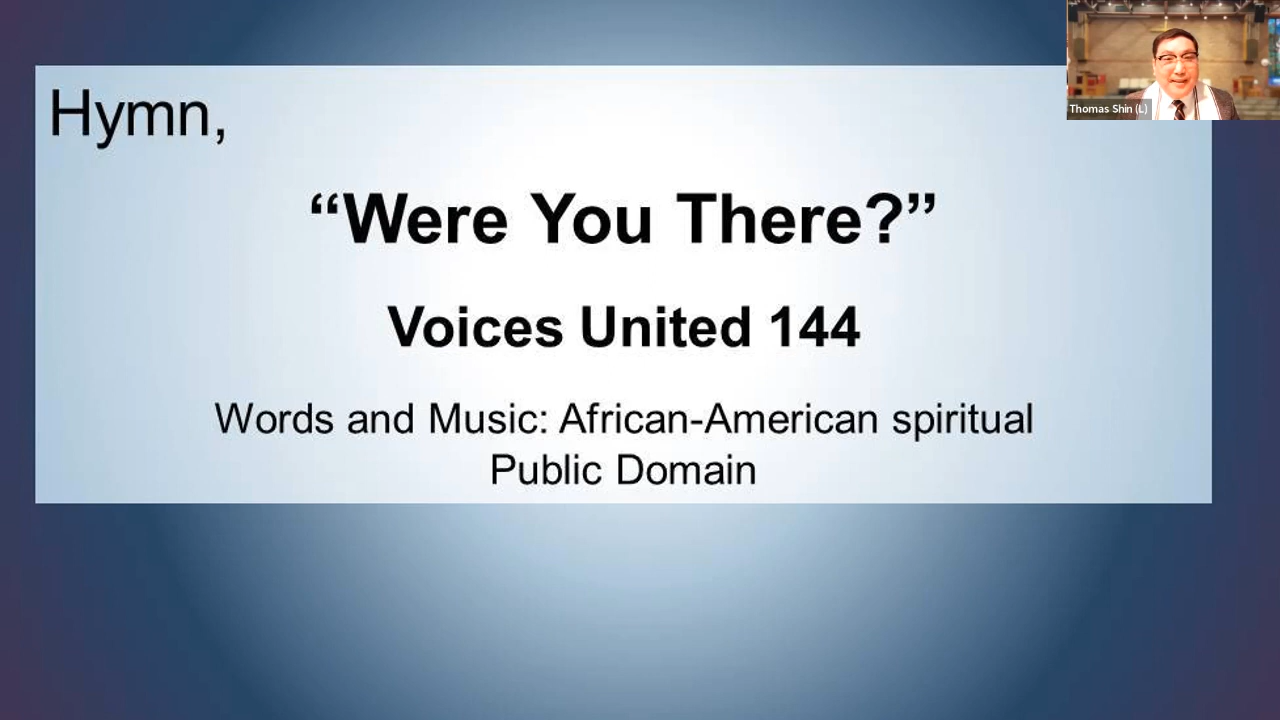 Hymn,
“Were You There?”
Voices United 144
Words and Music: African-American spiritual
Public Domain
Thomas Shin (L)